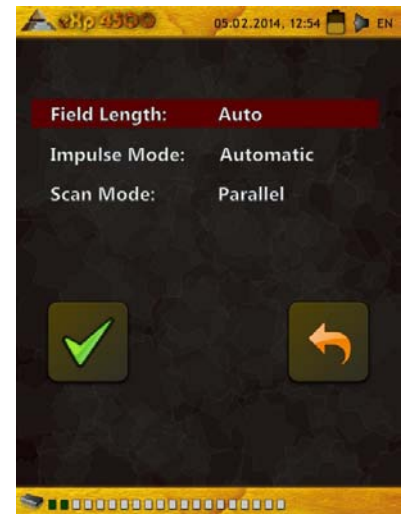 eXp 4500 05.02.2014, 12:54 EN
Field Length: Auto
Impulse Mode: Automatic
Scan Mode: Parallel